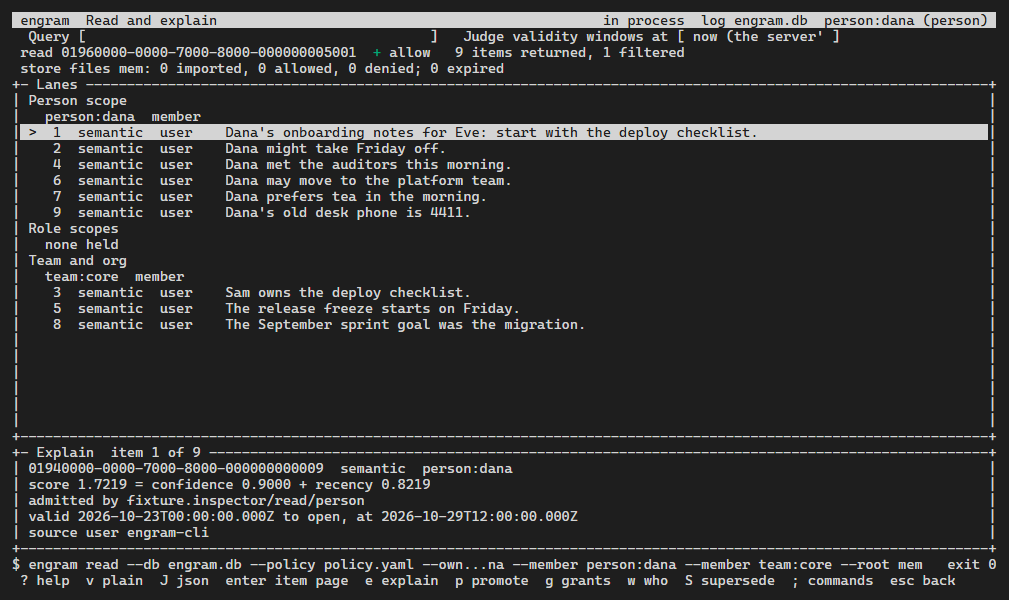 engram  Read and explain                                               in process  log engram.db  person:dana (person)
Query [                                          ]   Judge validity windows at [ now (the server' ]
read 01960000-0000-7000-8000-000000005001  + allow   9 items returned, 1 filtered
store files mem: 0 imported, 0 allowed, 0 denied; 0 expired
Lanes
Person scope
person:dana  member
>  1  semantic  user    Dana's onboarding notes for Eve: start with the deploy checklist.
2  semantic  user    Dana might take Friday off.
4  semantic  user    Dana met the auditors this morning.
6  semantic  user    Dana may move to the platform team.
7  semantic  user    Dana prefers tea in the morning.
9  semantic  user    Dana's old desk phone is 4411.
Role scopes
none held
Team and org
team:core  member
3  semantic  user    Sam owns the deploy checklist.
5  semantic  user    The release freeze starts on Friday.
8  semantic  user    The September sprint goal was the migration.
Explain  item 1 of 9
01940000-0000-7000-8000-000000000009  semantic  person:dana
score 1.7219 = confidence 0.9000 + recency 0.8219
admitted by fixture.inspector/read/person
valid 2026-10-23T00:00:00.000Z to open, at 2026-10-29T12:00:00.000Z
source user engram-cli
$ engram read --db engram.db --policy policy.yaml --own...na --member person:dana --member team:core --root mem   exit 0
? help  v plain  J json  enter item page  e explain  p promote  g grants  w who  S supersede  ; commands  esc back